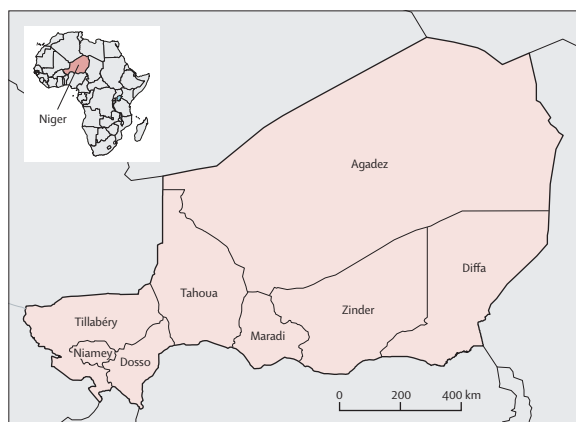 Niger
Agadez
Diffa
Tahoua
Zinder
Tillabéry
Maradi
Niamey
Dosso
0 200 400 km